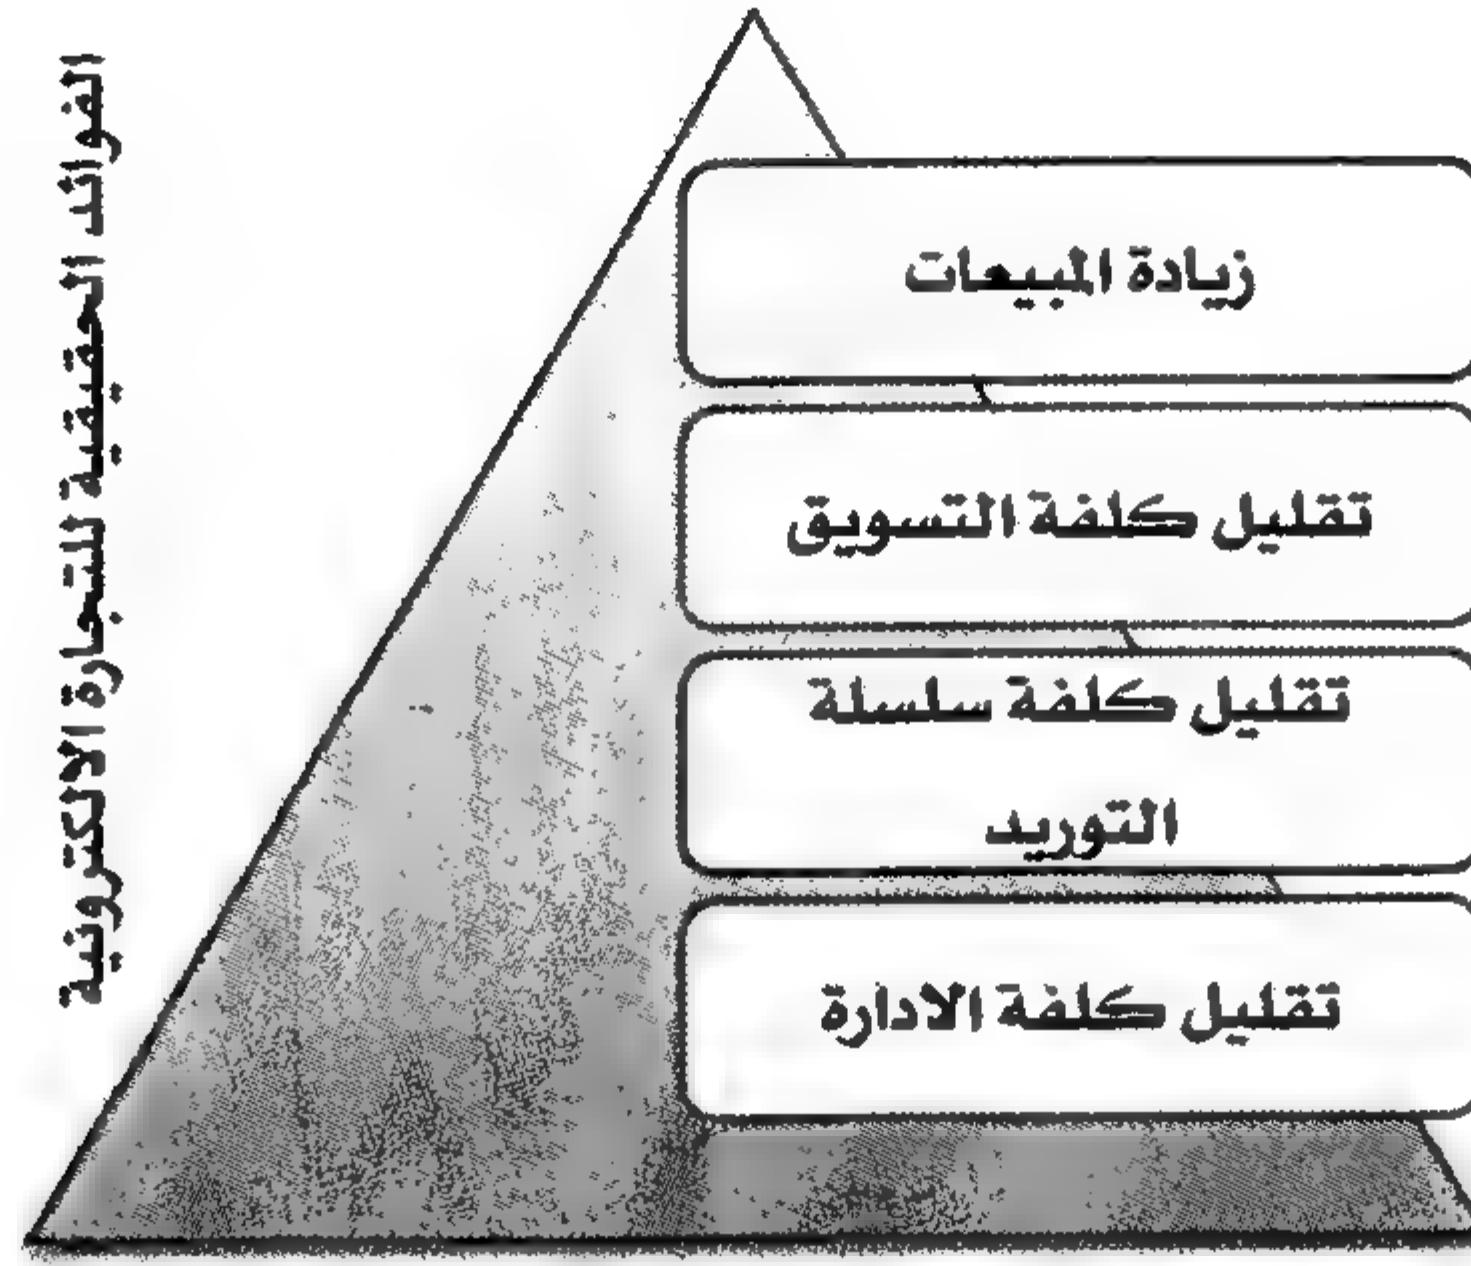 الفوائد الحقيقية للتجارة الالكترونية
زيادة المبيعات
تقليل كلفة التسويق
تقليل كلفة سلسلة
التوريد
تقليل كلفة الادارة